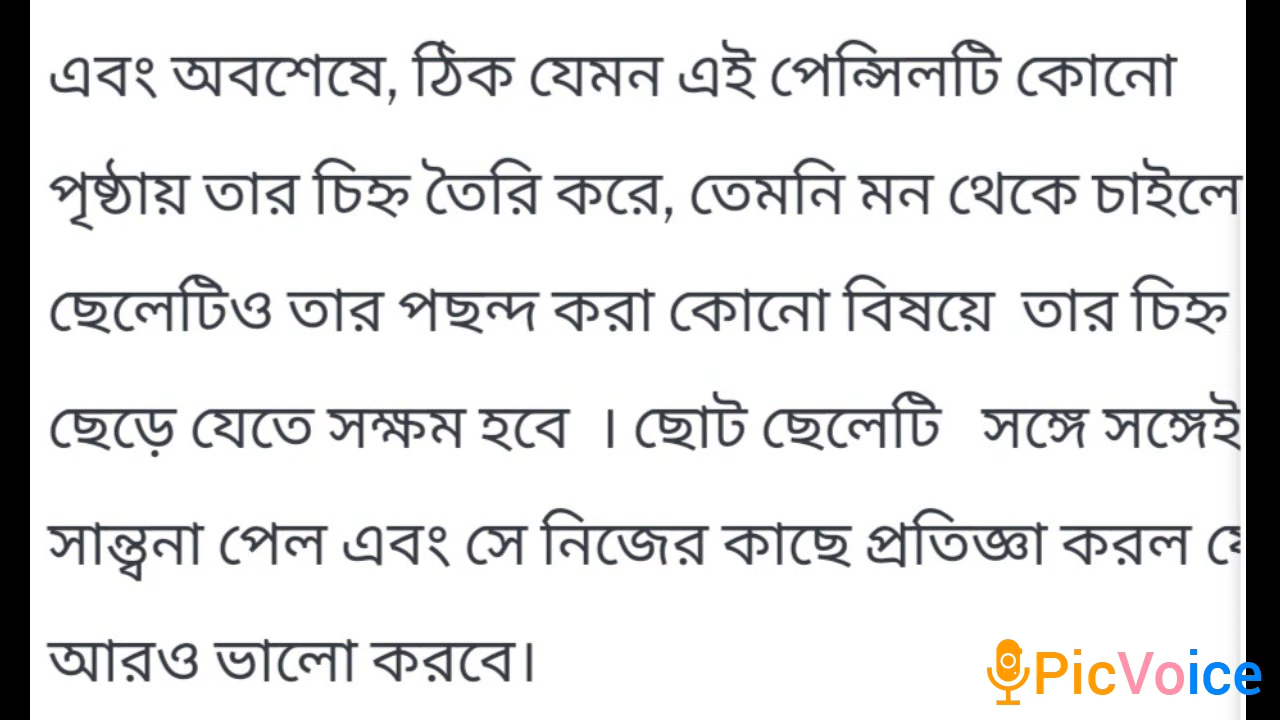 এবং অবশেষে, ঠিক যেমন এই পেন্সিলটি কোনো
পৃষ্ঠায় তার চিহ্ন তৈরি করে, তেমনি মন থেকে চাইলে
ছেলেটিও তার পছন্দ করা কোনো বিষয়ে তার চিহ্ন
ছেড়ে যেতে সক্ষম হবে । ছোট ছেলেটি সঙ্গে সঙ্গেই
সান্ত্বনা পেল এবং সে নিজের কাছে প্রতিজ্ঞা করল
আরও ভালো করবে।
PicVoice